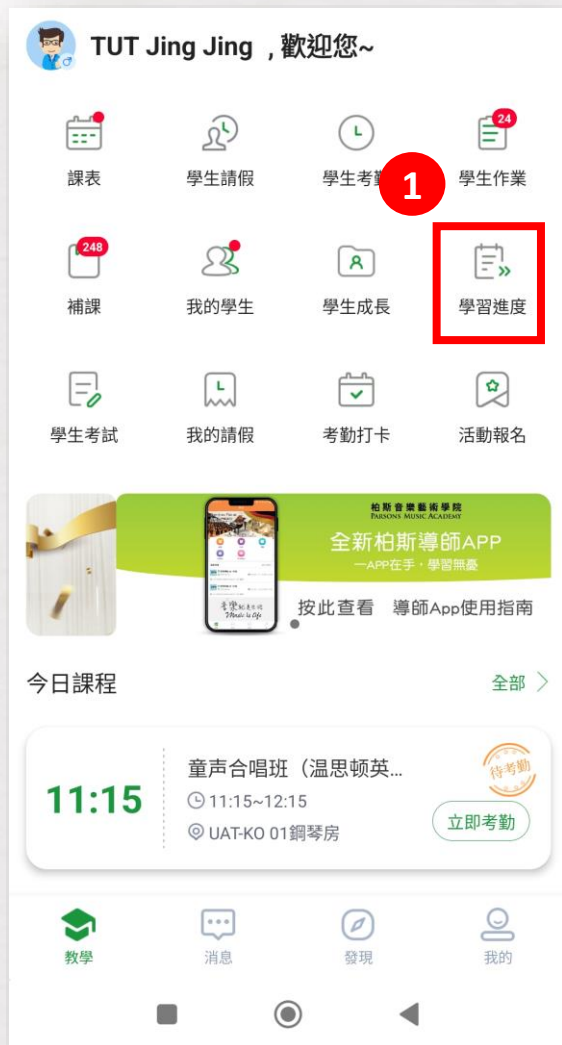 TUT Jing Jing ，歡迎您~
24
課表
學生請假
學生考勤
學生作業
1
248
補課
我的學生
學生成長
學習進度
學生考試
我的請假
考勤打卡
活動報名
柏斯音樂藝術學院
PARSONS MUSIC ACADEMY
全新柏斯導師APP
一APP在手，學習無憂
按此查看 導師App使用指南
今日課程
全部
童声合唱班（温思顿英...
待考勤
11:15
11:15~12:15
立即考勤
UAT-KO 01鋼琴房
教學
消息
發現
我的